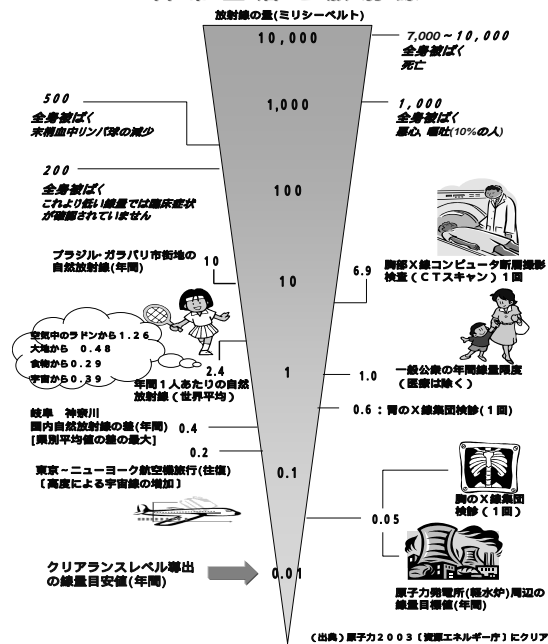 放射線の量(ミリシーベルト)
10,000
7,000～10,000
全身被ばく
死亡
500
全身被ばく
末梢血中リンパ球の減少
1,000
1,000
全身被ばく
悪心、嘔吐(10%の人)
200
全身被ばく
これより低い線量では臨床症状
が確認されていません
100
ブラジル・ガラパリ市街地の
自然放射線(年間)
10
10
6.9
胸部Ｘ線コンピュータ断層撮影
検査(ＣＴスキャン)１回
空気中のラドンから1.26
大地から 0.48
食物から0.29
宇宙から0.39
2.4
年間１人あたりの自然
放射線(世界平均)
1
1.0
一般公衆の年間線量限度
(医療は除く)
岐阜 神奈川
国内自然放射線の差(年間)
[県別平均値の差の最大]
0.4
0.6：胃のＸ線集団検診(1回)
0.2
東京～ニューヨーク航空機旅行(往復)
〔高度による宇宙線の増加〕
0.1
胸のＸ線集団
検診(１回)
0.05
クリアランスレベル導出
の線量目安値(年間)
0.01
原子力発電所(軽水炉)周辺の
線量目標値(年間)
(出典)原子力２００３〔資源エネルギー庁〕にクリア